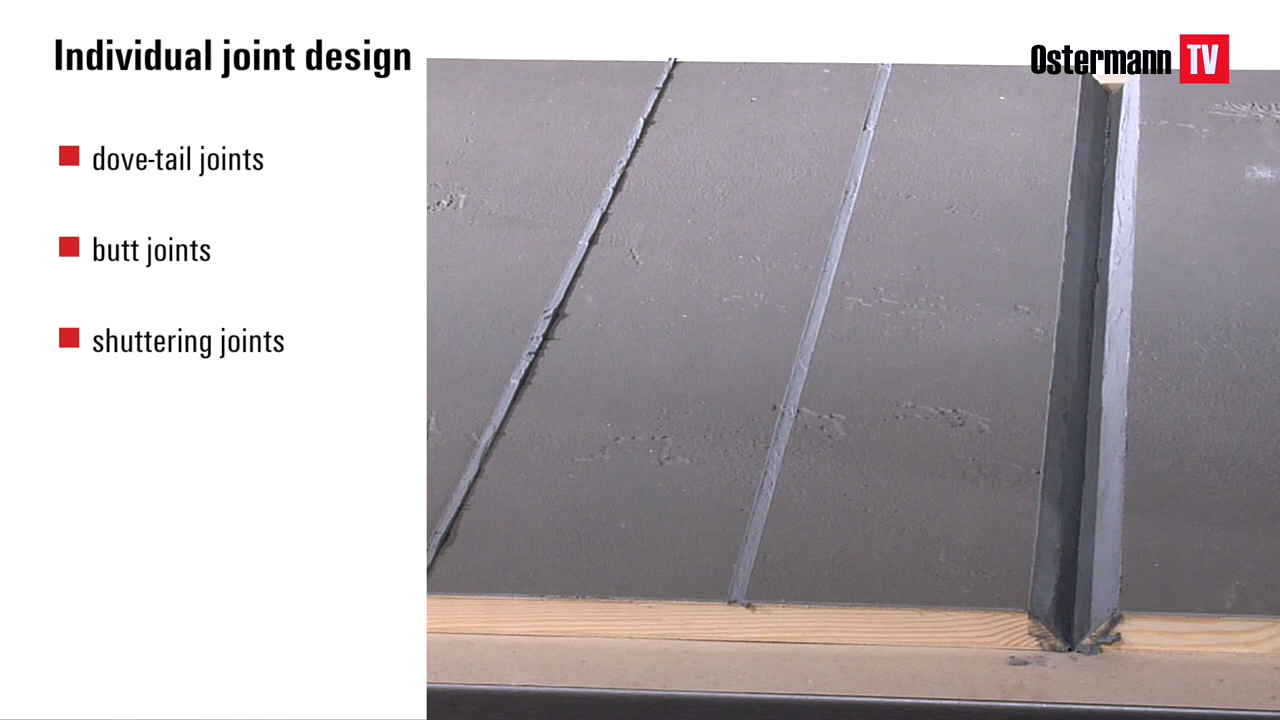 Individual joint design
Ostermann TV
dove-tail joints
butt joints
shuttering joints